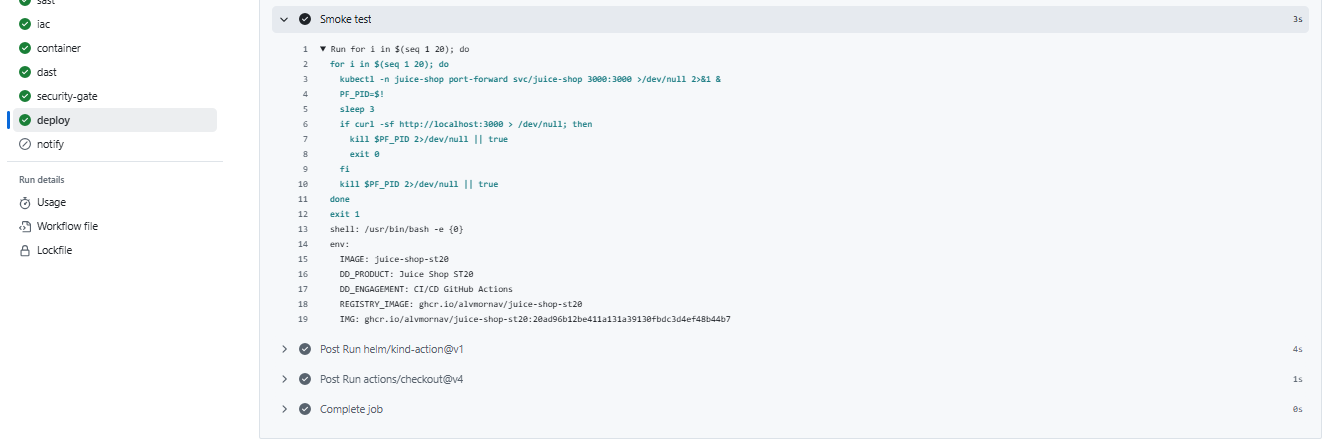 sast
iac
container
dast
security-gate
deploy
notify
Run details
Usage
Workflow file
Lockfile
Smoke test 3s
1 ▼ Run for i in $(seq 1 20); do
2 for i in $(seq 1 20); do
3 kubectl -n juice-shop port-forward svc/juice-shop 3000:3000 >/dev/null 2>&1 &
4 PF_PID=$!
5 sleep 3
6 if curl -sf http://localhost:3000 > /dev/null; then
7 kill $PF_PID 2>/dev/null || true
8 exit 0
9 fi
10 kill $PF_PID 2>/dev/null || true
11 done
12 exit 1
13 shell: /usr/bin/bash -e {0}
14 env:
15 IMAGE: juice-shop-st20
16 DD_PRODUCT: Juice Shop ST20
17 DD_ENGAGEMENT: CI/CD GitHub Actions
18 REGISTRY_IMAGE: ghcr.io/alvmornav/juice-shop-st20
19 IMG: ghcr.io/alvmornav/juice-shop-st20:20ad96b12be411a131a39130fbdc3d4ef48b44b7
Post Run helm/kind-action@v1 4s
Post Run actions/checkout@v4 1s
Complete job 0s